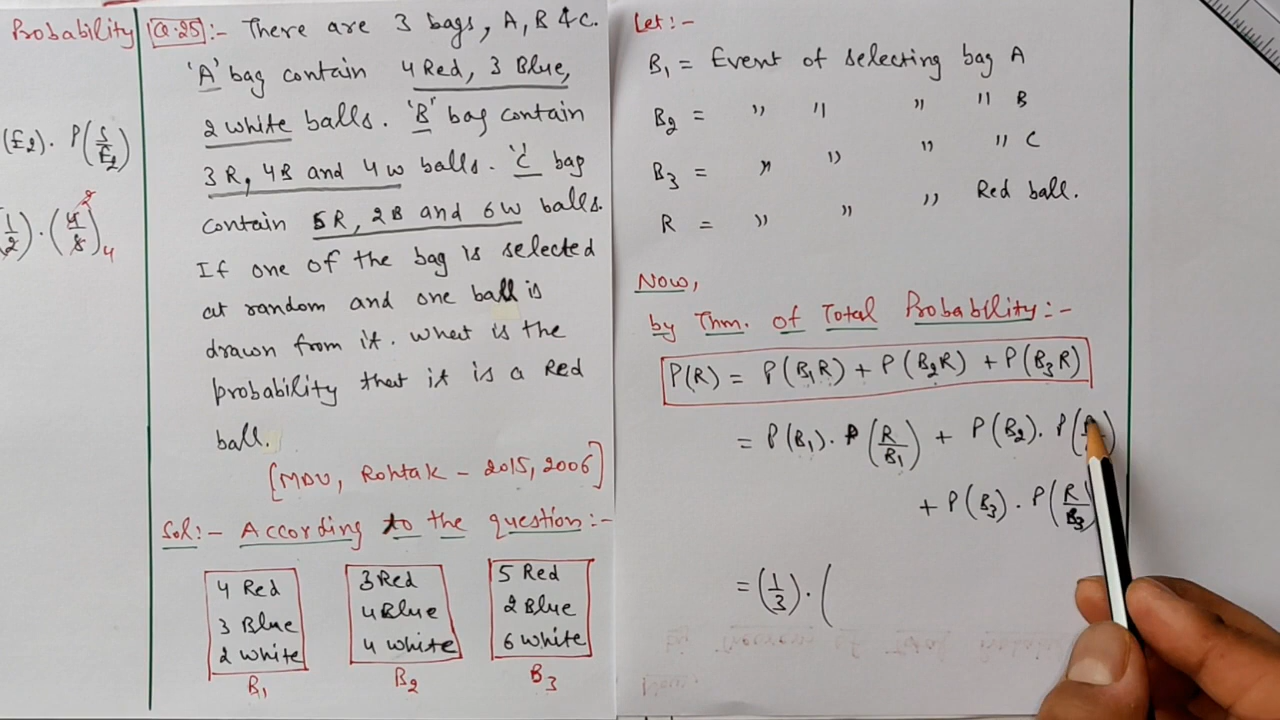 Probability
(E2). P(S/E2)
(1/2).(4/8) 2 4
Q.25:- There are 3 bags, A, B & C.
'A' bag contain 4 Red, 3 Blue,
2 white balls. 'B' bag contain
3 R, 4B and 4 W balls. 'C' bag
contain 5R, 2B and 6W balls.
If one of the bag is selected
at random and one ball is
drawn from it. What is the
probability that it is a Red
ball.
[MDU, Rohtak - 2015, 2006]
Sol:- According to the question:-
4 Red
3 Blue
2 white
B1
3 Red
4 Blue
4 white
B2
5 Red
2 Blue
6 white
B3
Let:-
B1 = Event of selecting bag A
B2 = " " " " B
B3 = " " " " C
R = " " " Red ball.
Now,
by Thm. of Total Probability:-
P(R) = P(B1R) + P(B2R) + P(B3R)
= P(B1). P(R/B1) + P(B2). P(
+ P(B3). P(R/B3)
= (1/3). (